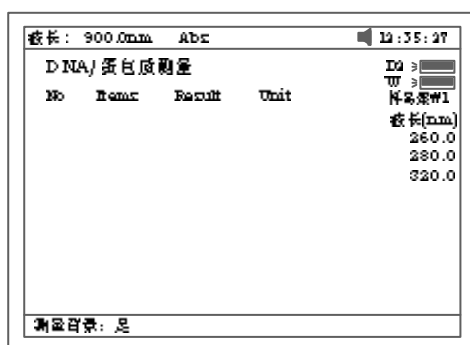 波长: 900.0nm Abs 12:35:27
DNA/蛋白质测量
D2
W
No Items Result Unit
样品架#1
波长(nm)
260.0
280.0
320.0
测量背景: 是